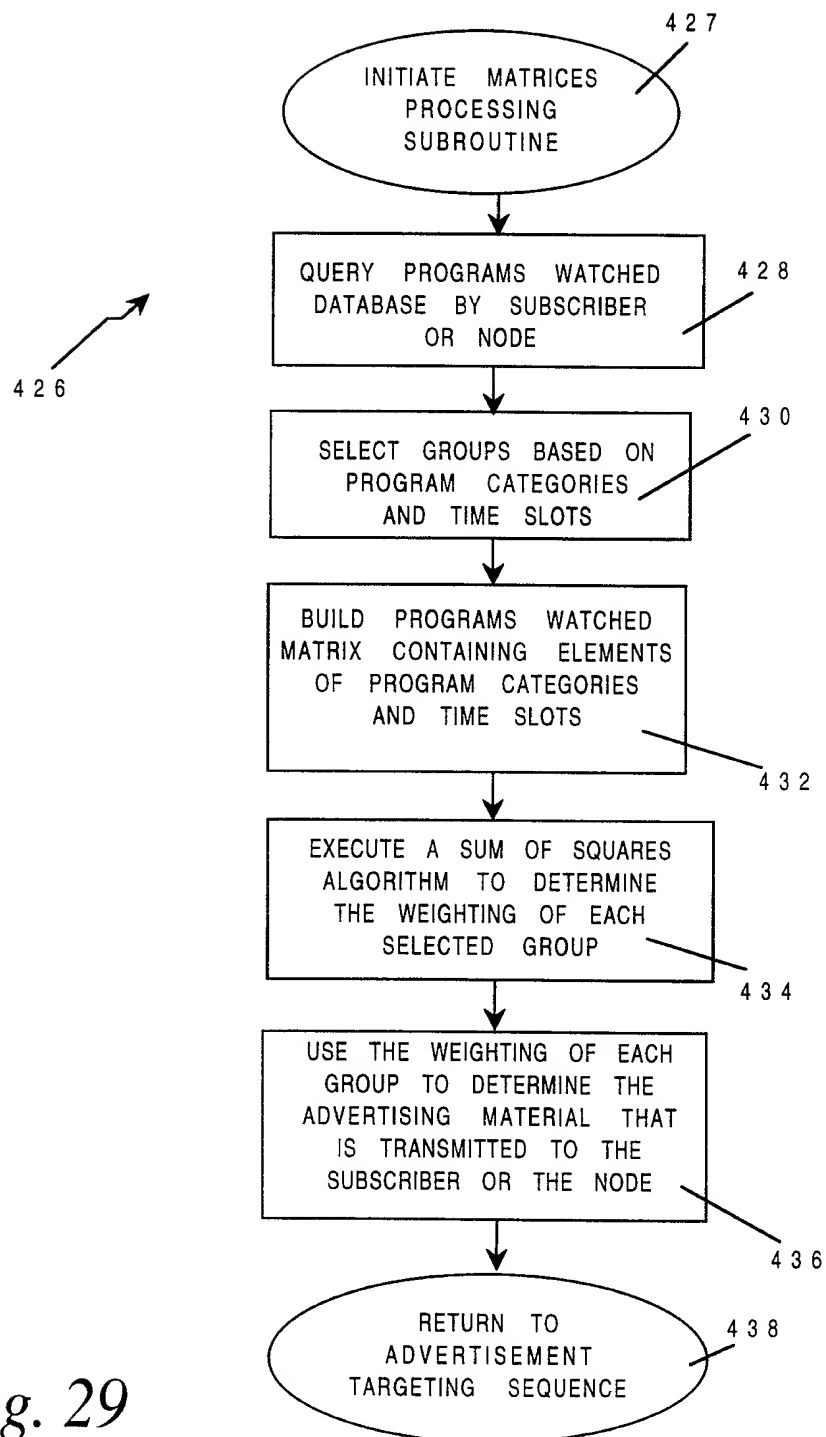 427
INITIATE MATRICES
PROCESSING
SUBROUTINE
QUERY PROGRAMS WATCHED
DATABASE BY SUBSCRIBER
OR NODE
428
426
SELECT GROUPS BASED ON
PROGRAM CATEGORIES
AND TIME SLOTS
430
BUILD PROGRAMS WATCHED
MATRIX CONTAINING ELEMENTS
OF PROGRAM CATEGORIES
AND TIME SLOTS
432
EXECUTE A SUM OF SQUARES
ALGORITHM TO DETERMINE
THE WEIGHTING OF EACH
SELECTED GROUP
434
USE THE WEIGHTING OF EACH
GROUP TO DETERMINE THE
ADVERTISING MATERIAL THAT
IS TRANSMITTED TO THE
SUBSCRIBER OR THE NODE
436
RETURN TO
ADVERTISEMENT
TARGETING SEQUENCE
438
g. 29